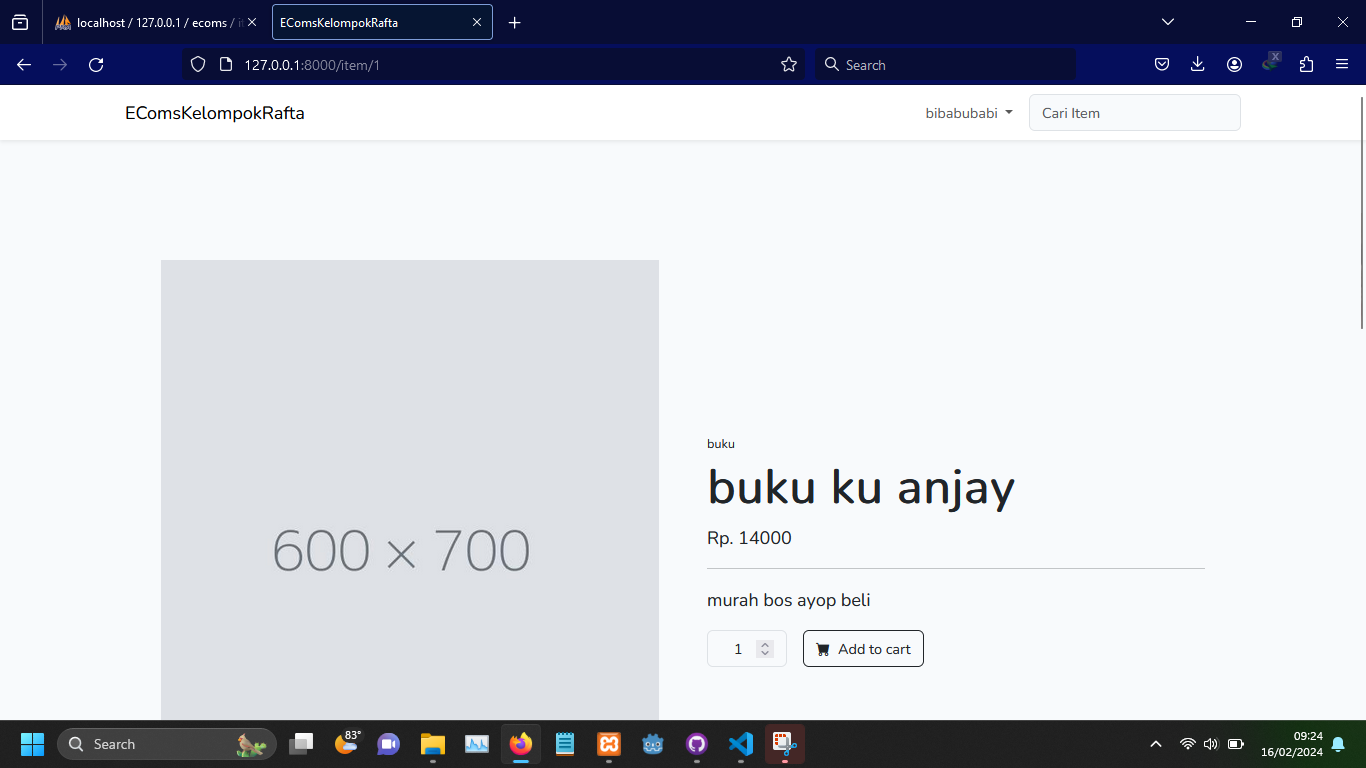 localhost / 127.0.0.1 / ecoms / it
EComsKelompokRafta
127.0.0.1:8000/item/1
Search
EComsKelompokRafta
bibabubabi
Cari Item
600 × 700
buku
buku ku anjay
Rp. 14000
murah bos ayop beli
1
Add to cart
Search
83°
09:24
16/02/2024